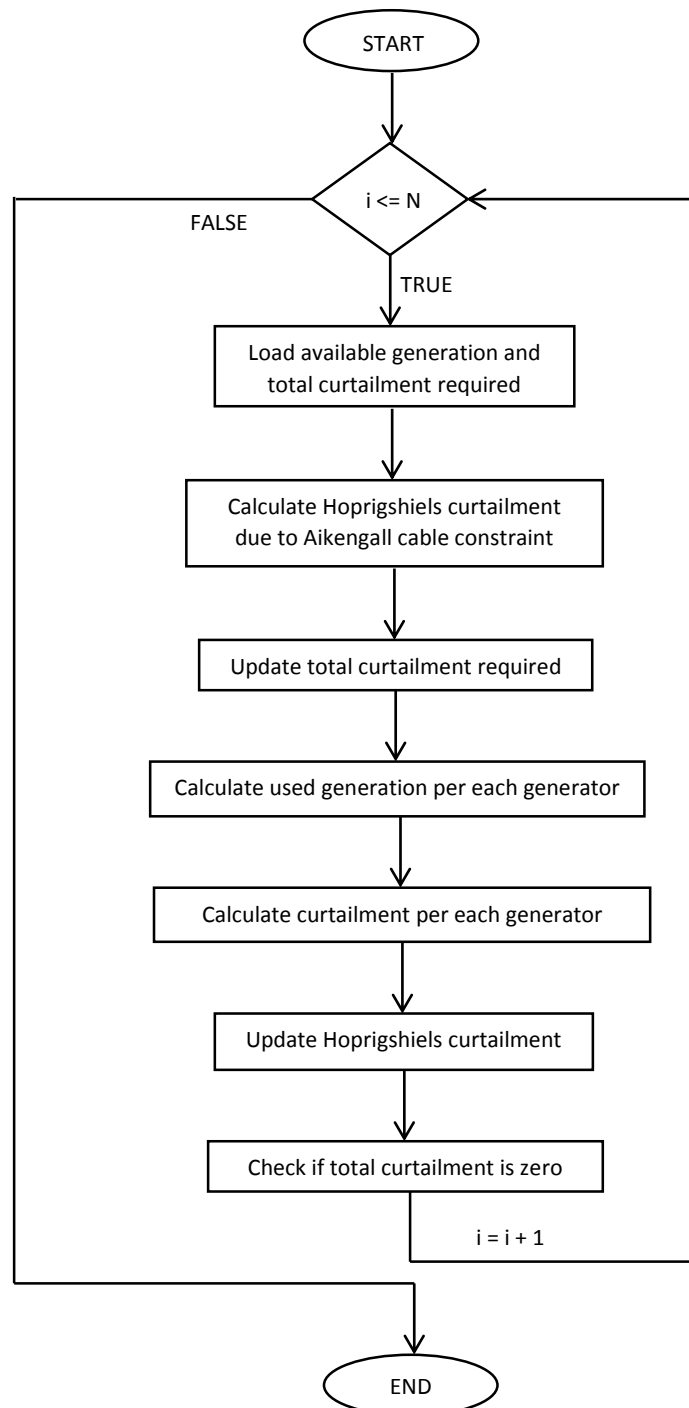 START
i <= N
FALSE
TRUE
Load available generation and
total curtailment required
Calculate Hoprigshiels curtailment
due to Aikengall cable constraint
Update total curtailment required
Calculate used generation per each generator
Calculate curtailment per each generator
Update Hoprigshiels curtailment
Check if total curtailment is zero
i = i + 1
END